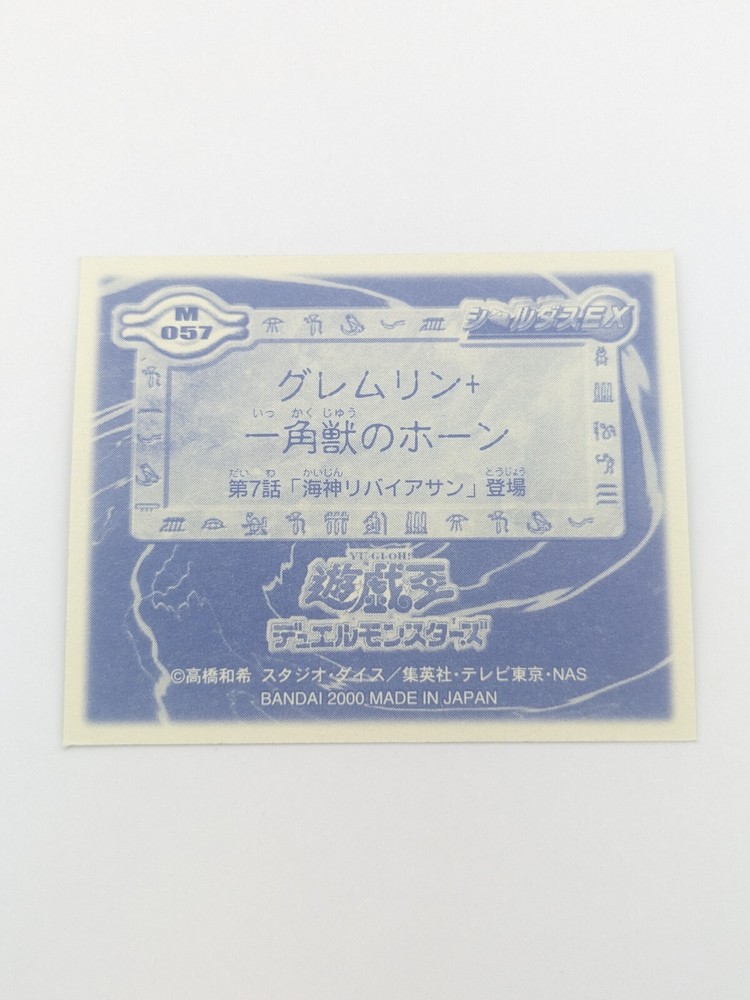 M
057
シールダスEX
グレムリン+
いっ かく じゅう
一角獣のホーン
だい わ かいじん とうじょう
第7話「海神リバイアサン」登場
YU-GI-OH!
遊戯王
デュエルモンスターズ
©高橋和希 スタジオ・ダイス／集英社・テレビ東京・NAS
BANDAI 2000 MADE IN JAPAN